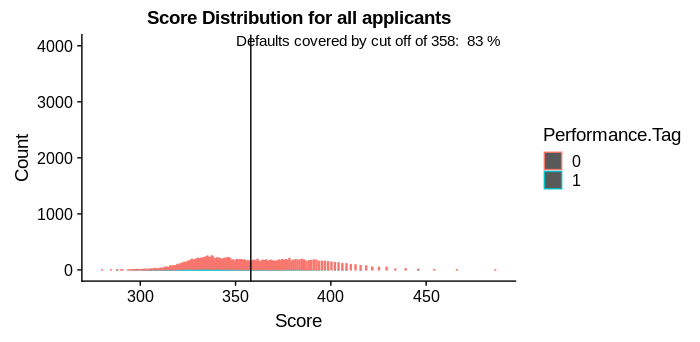 Score Distribution for all applicants
Defaults covered by cut off of 358:  83 %
4000
3000
2000
1000
0
Count
300
350
400
450
Score
Performance.Tag
0
1